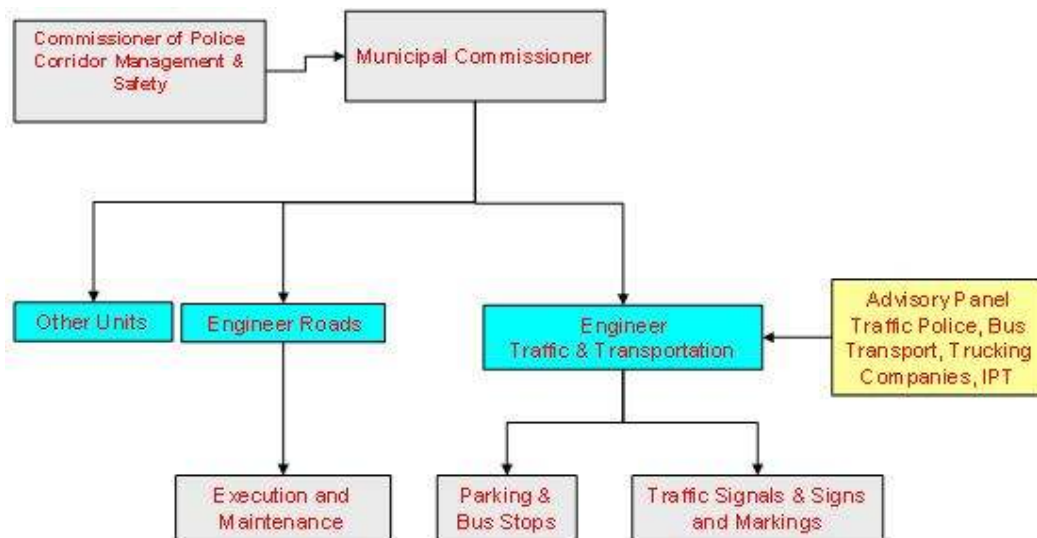 Commissioner of Police
Corridor Management &
Safety
Municipal Commissioner
Other Units
Engineer Roads
Engineer
Traffic & Transportation
Advisory Panel
Traffic Police, Bus
Transport, Trucking
Companies, IPT
Execution and
Maintenance
Parking &
Bus Stops
Traffic Signals & Signs
and Markings